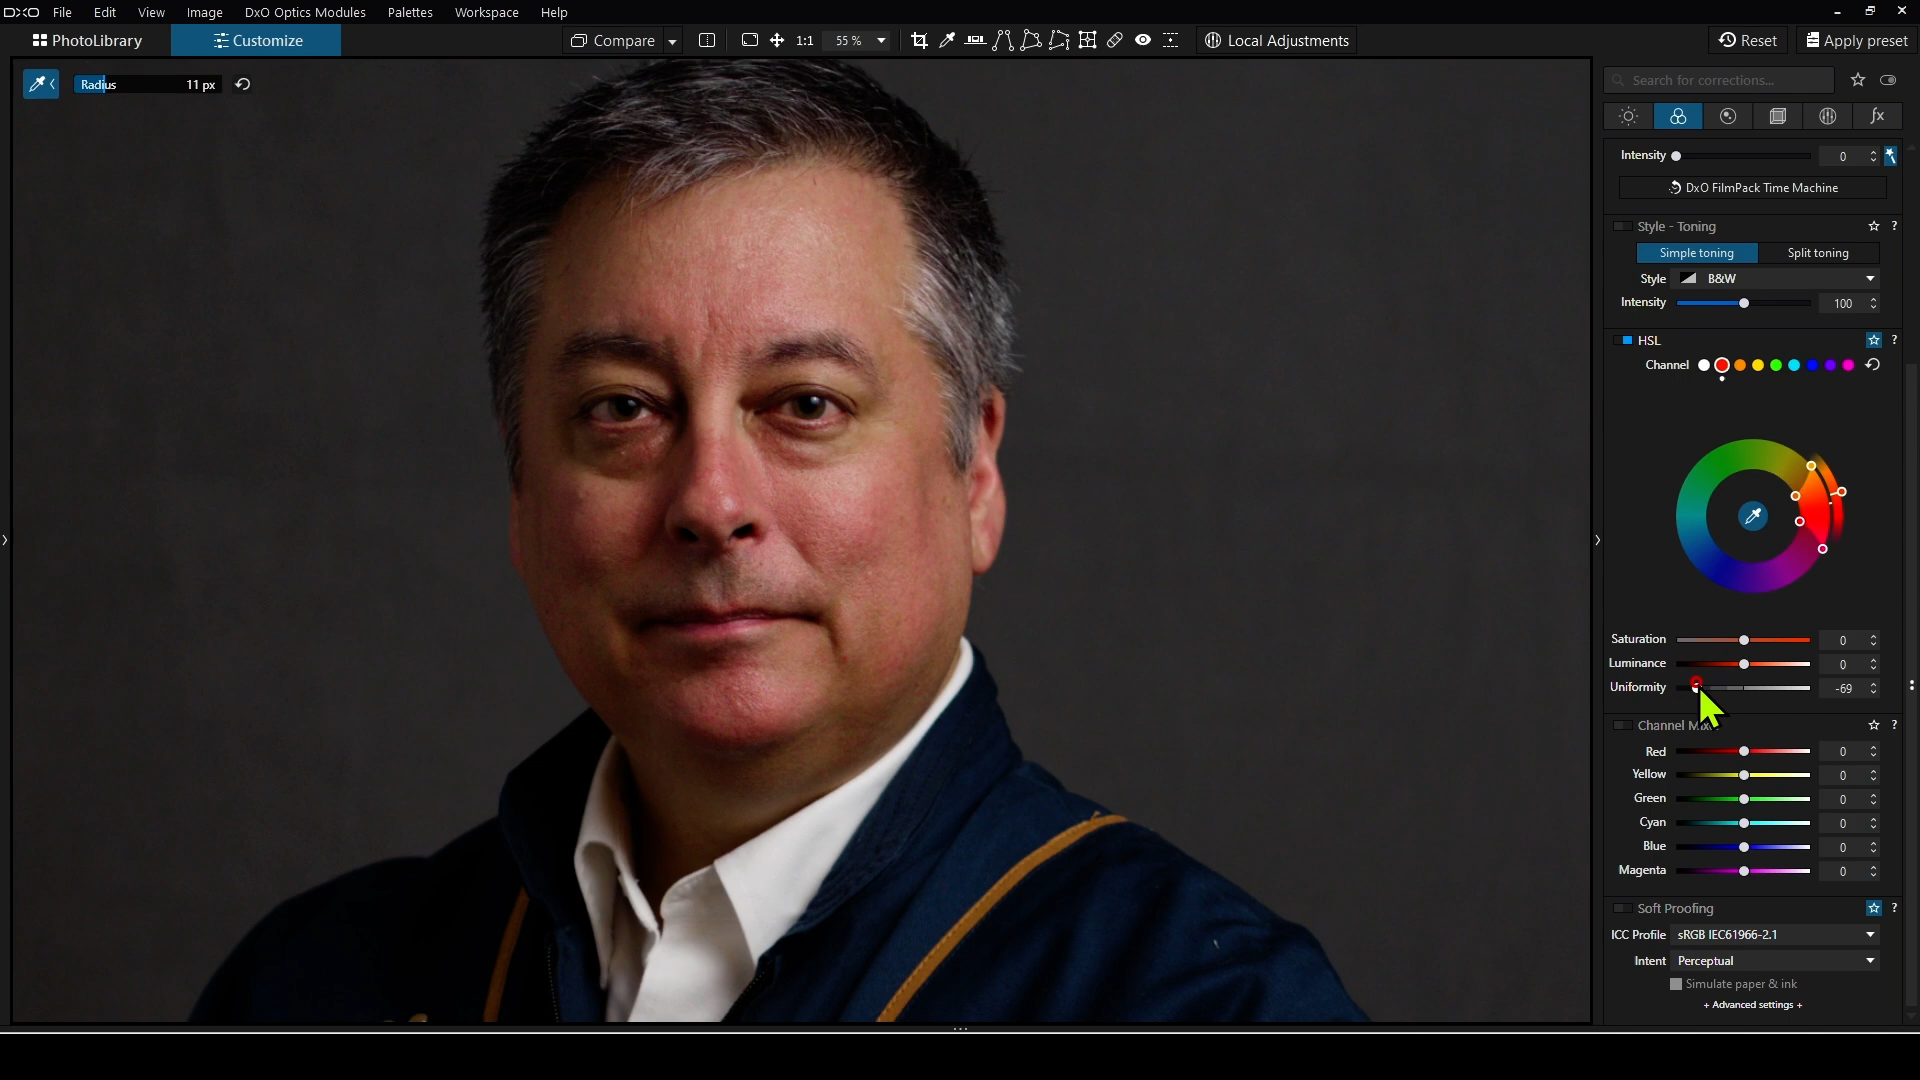 DXO File Edit View Image DxO Optics Modules Palettes Workspace Help
PhotoLibrary Customize Compare 1:1 55 % Local Adjustments Reset Apply preset
Radius 11 px
Search for corrections...
fx
Intensity 0
DxO FilmPack Time Machine
Style - Toning ?
Simple toning Split toning
Style B&W
Intensity 100
HSL ?
Channel
Saturation 0
Luminance 0
Uniformity -69
Channel Mix ?
Red 0
Yellow 0
Green 0
Cyan 0
Blue 0
Magenta 0
Soft Proofing ?
ICC Profile sRGB IEC61966-2.1
Intent Perceptual
Simulate paper & ink
+ Advanced settings +